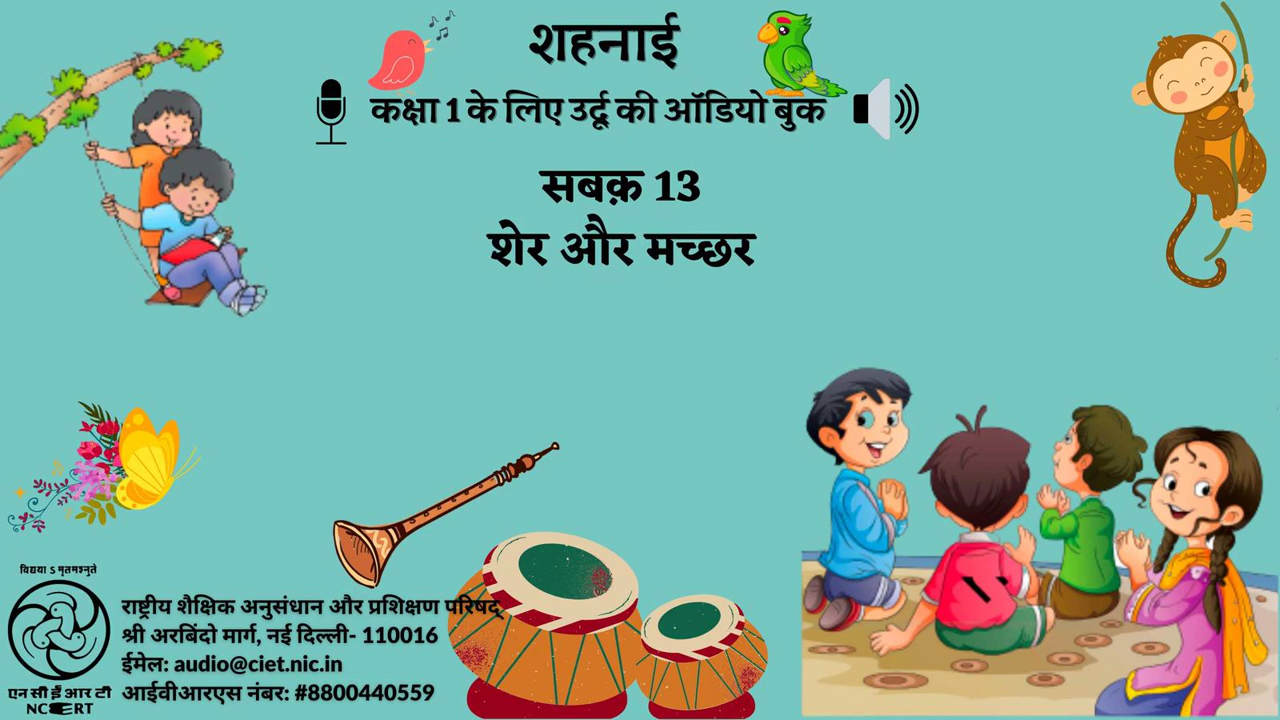 शहनाई
कक्षा 1 के लिए उर्दू की ऑडियो बुक
सबक़ 13
शेर और मच्छर
विद्यया ऽ मृतमश्नुते
एन सी ई आर टी
NCERT
राष्ट्रीय शैक्षिक अनुसंधान और प्रशिक्षण परिषद्
श्री अरबिंदो मार्ग, नई दिल्ली- 110016
ईमेल: audio@ciet.nic.in
आईवीआरएस नंबर: #8800440559